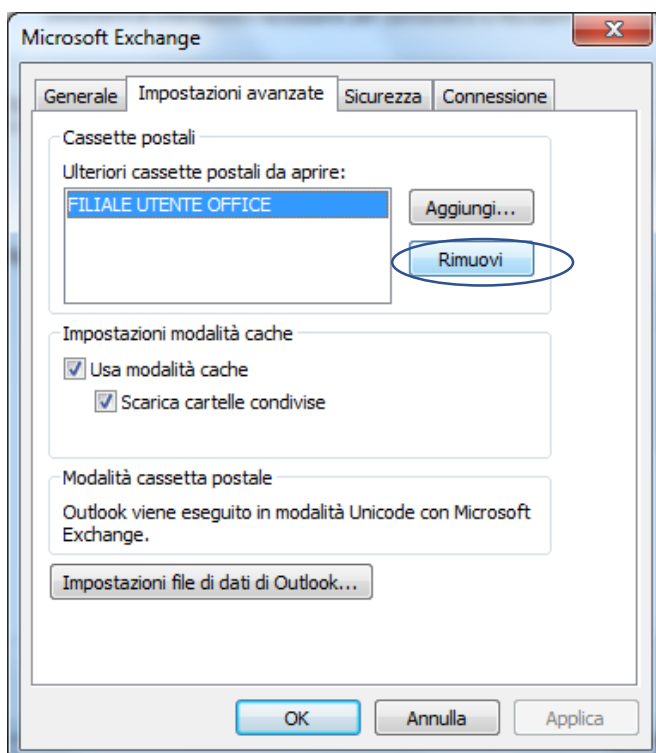 Microsoft Exchange
Generale
Impostazioni avanzate
Sicurezza
Connessione
Cassette postali
Ulteriori cassette postali da aprire:
FILIALE UTENTE OFFICE
Aggiungi...
Rimuovi
Impostazioni modalità cache
Usa modalità cache
Scarica cartelle condivise
Modalità cassetta postale
Outlook viene eseguito in modalità Unicode con Microsoft
Exchange.
Impostazioni file di dati di Outlook...
OK
Annulla
Applica